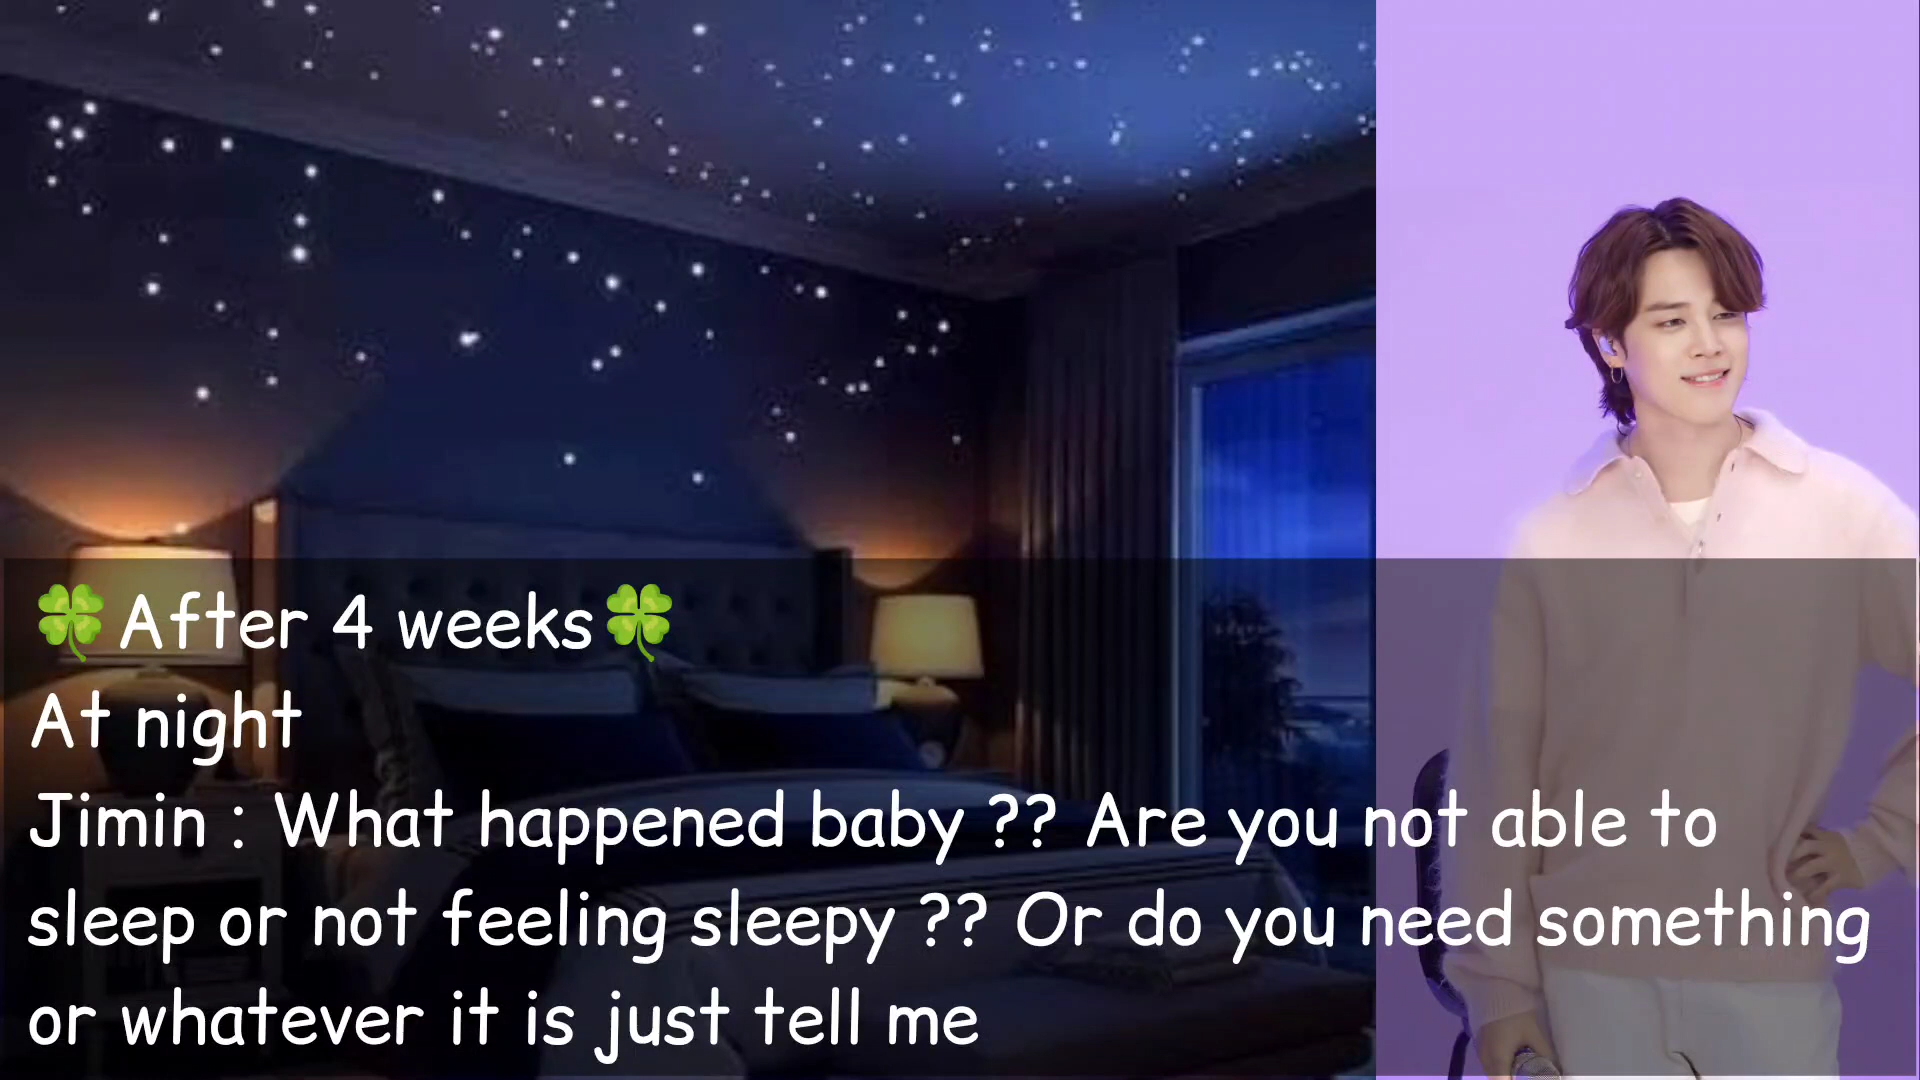 🍀After 4 weeks🍀
At night
Jimin : What happened baby ?? Are you not able to
sleep or not feeling sleepy ?? Or do you need something
or whatever it is just tell me